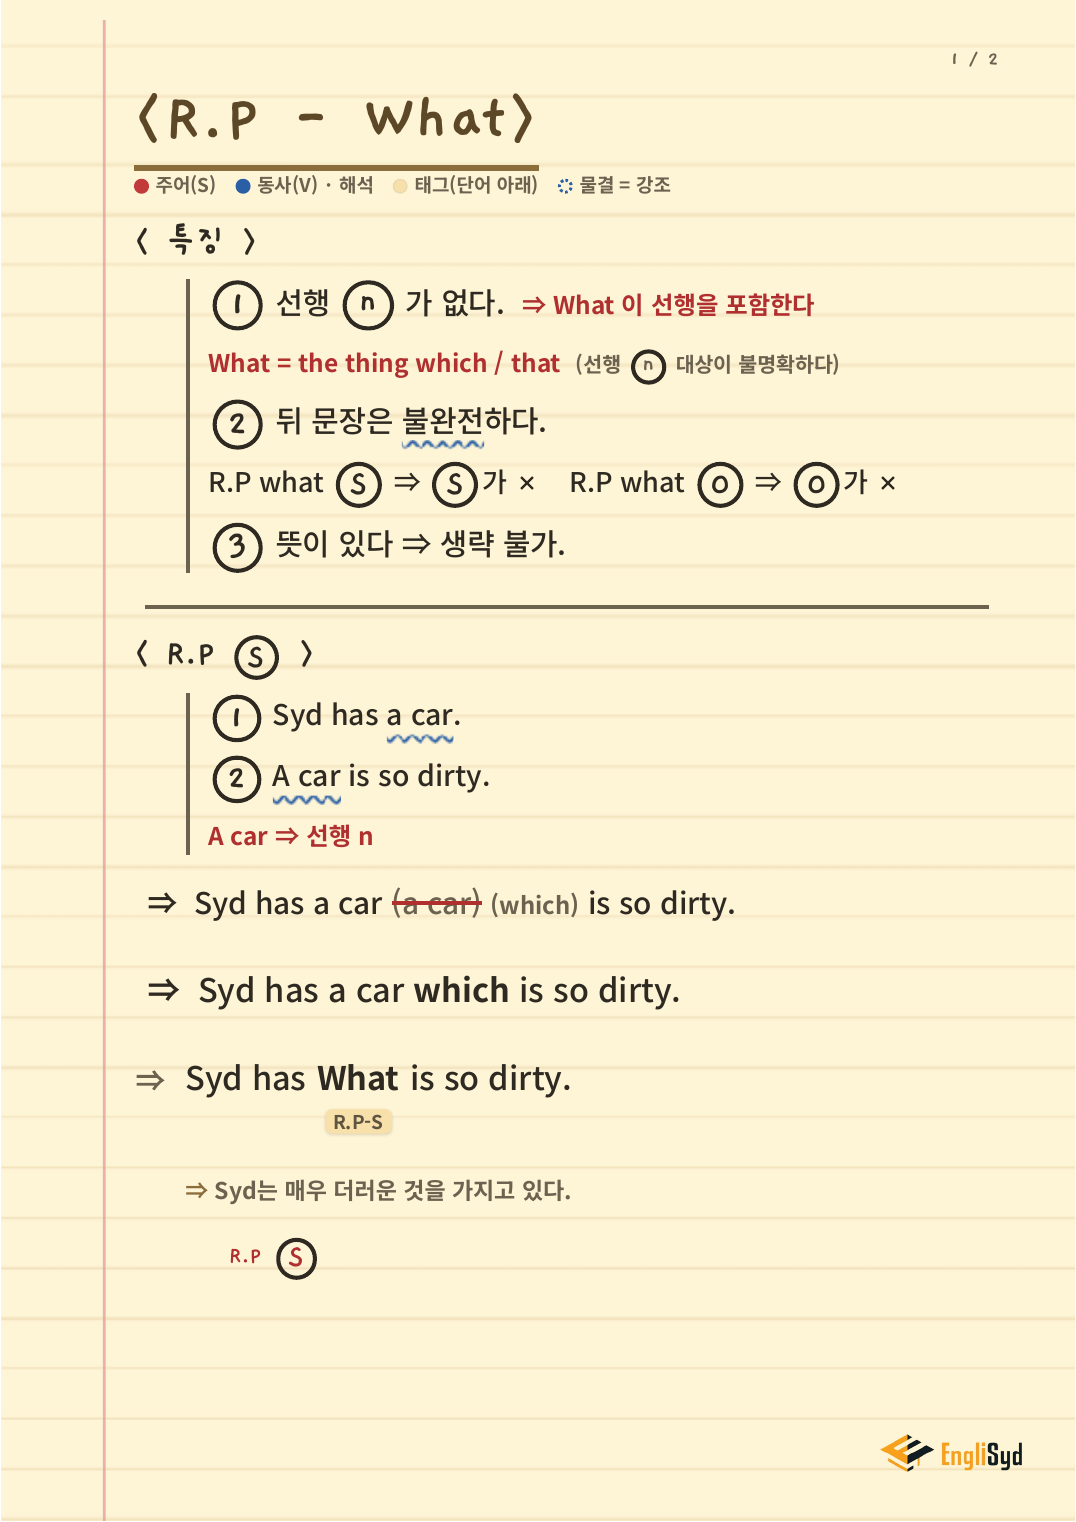 1 / 2
〈R.P - What〉
주어(S) 동사(V) · 해석 태그(단어 아래) 물결 = 강조
〈 특징 〉
① 선행 ⓝ 가 없다. ⇒ What 이 선행을 포함한다
What = the thing which / that (선행 ⓝ 대상이 불명확하다)
② 뒤 문장은 불완전하다.
R.P what Ⓢ ⇒ Ⓢ가 × R.P what Ⓞ ⇒ Ⓞ가 ×
③ 뜻이 있다 ⇒ 생략 불가.
〈 R.P Ⓢ 〉
① Syd has a car.
② A car is so dirty.
A car ⇒ 선행 n
⇒ Syd has a car (a car) (which) is so dirty.
⇒ Syd has a car which is so dirty.
⇒ Syd has What is so dirty.
R.P-S
⇒ Syd는 매우 더러운 것을 가지고 있다.
R.P Ⓢ
EngliSyd